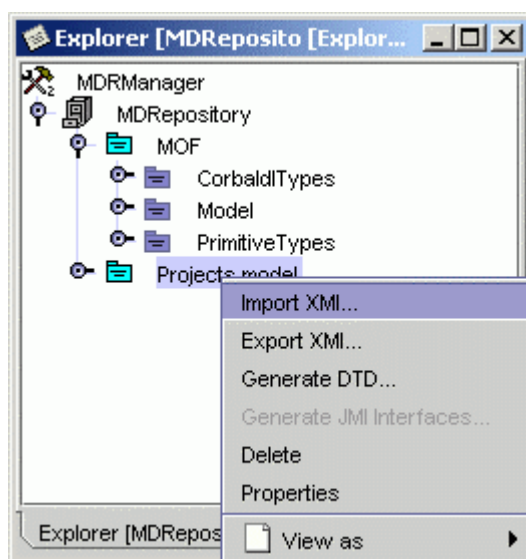 Explorer [MDReposito [Explor...
MDRManager
MDRepository
MOF
CorbaIdlTypes
Model
PrimitiveTypes
Projects model
Import XMI...
Export XMI...
Generate DTD...
Generate JMI Interfaces...
Delete
Properties
View as
Explorer [MDRepos